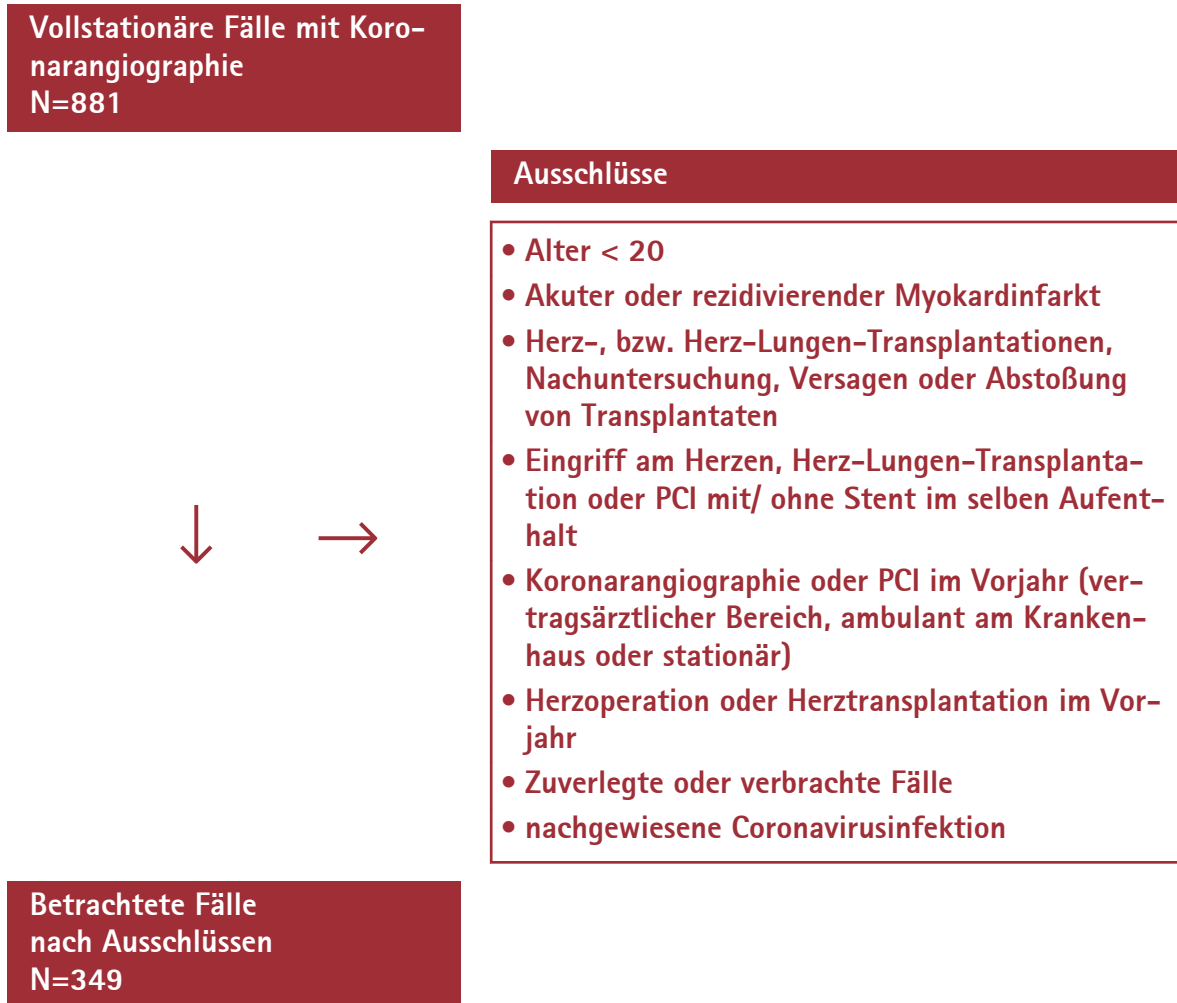 Vollstationäre Fälle mit Koro-
narangiographie
N=881
Ausschlüsse
• Alter < 20
• Akuter oder rezidivierender Myokardinfarkt
• Herz-, bzw. Herz-Lungen-Transplantationen,
Nachuntersuchung, Versagen oder Abstoßung
von Transplantaten
• Eingriff am Herzen, Herz-Lungen-Transplanta-
tion oder PCI mit/ ohne Stent im selben Aufent-
halt
• Koronarangiographie oder PCI im Vorjahr (ver-
tragsärztlicher Bereich, ambulant am Kranken-
haus oder stationär)
• Herzoperation oder Herztransplantation im Vor-
jahr
• Zuverlegte oder verbrachte Fälle
• nachgewiesene Coronavirusinfektion
Betrachtete Fälle
nach Ausschlüssen
N=349